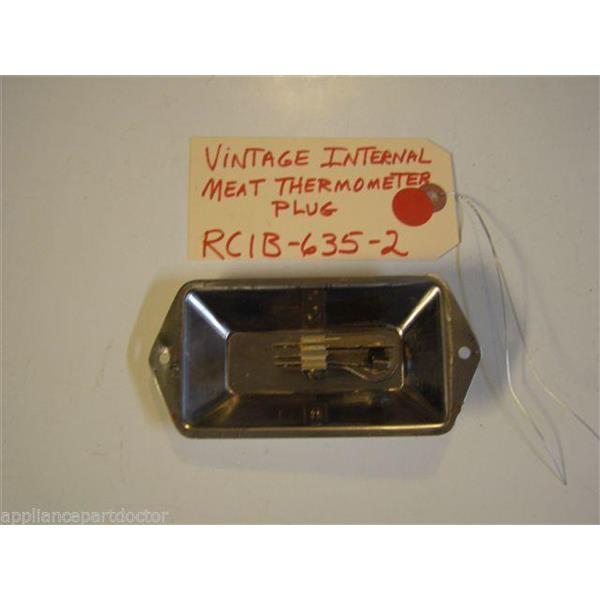 VINTAGE INTERNAL
MEAT THERMOMETER
PLUG
RC1B-635-2
appliancepartdoctor